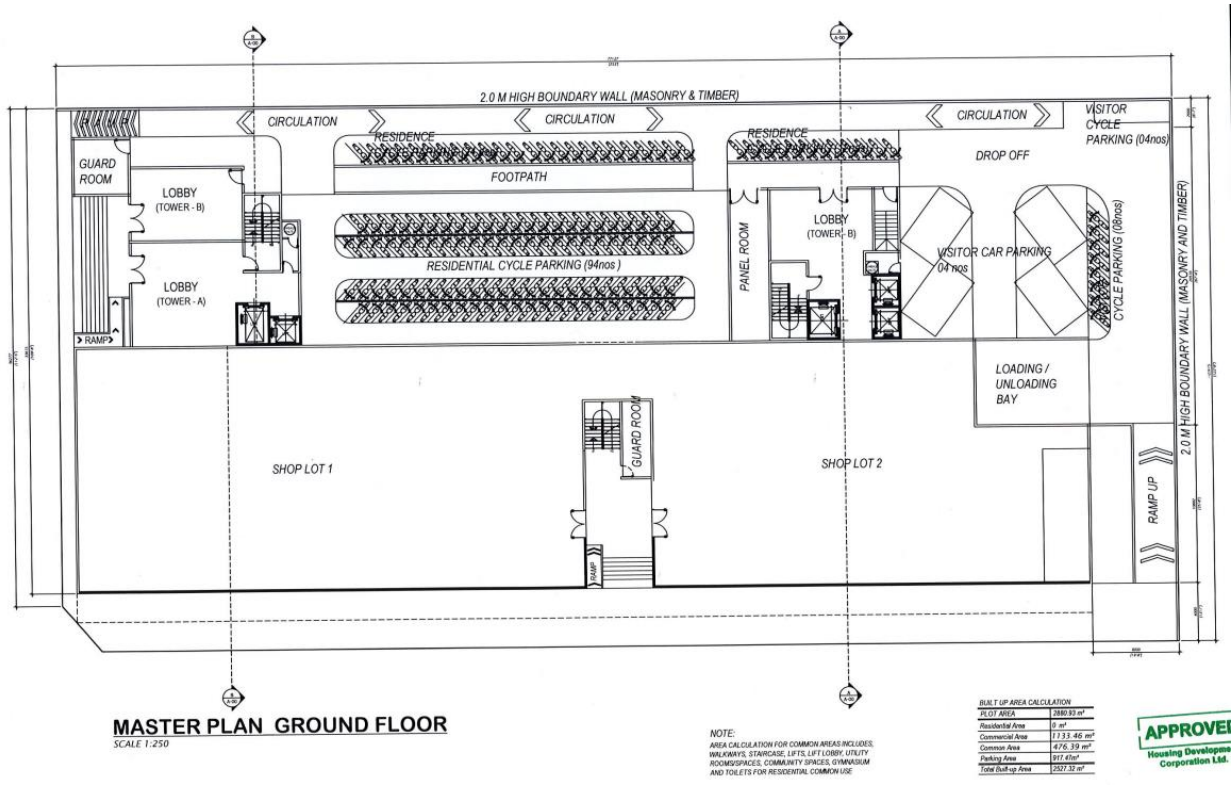 B
A-00
A
A-00
2.0 M HIGH BOUNDARY WALL (MASONRY & TIMBER)
RAMP
CIRCULATION
CIRCULATION
CIRCULATION
VISITOR
CYCLE
PARKING (04nos)
RESIDENCE
RESIDENCE
CYCLE PARKING
DROP OFF
GUARD
ROOM
FOOTPATH
LOBBY
(TOWER - B)
LOBBY
(TOWER - B)
PANEL ROOM
VISITOR CAR PARKING
04 nos
CYCLE PARKING (08nos)
2.0 M HIGH BOUNDARY WALL (MASONRY AND TIMBER)
RESIDENTIAL CYCLE PARKING (94nos )
LOBBY
(TOWER - A)
RAMP
LOADING /
UNLOADING
BAY
GUARD ROOM
SHOP LOT 1
SHOP LOT 2
RAMP UP
RAMP
A-00
A
A-00
MASTER PLAN GROUND FLOOR
SCALE 1:250
NOTE:
AREA CALCULATION FOR COMMON AREAS INCLUDES,
WALKWAYS, STAIRCASE, LIFTS, LIFT LOBBY, UTILITY
ROOMS/SPACES, COMMUNITY SPACES, GYMNASIUM
AND TOILETS FOR RESIDENTIAL COMMON USE
BUILT UP AREA CALCULATION
PLOT AREA 2880.93 m²
Residential Area 0 m²
Commercial Area 1133.46 m²
Common Area 476.39 m²
Parking Area 917.47m²
Total Built-up Area 2527.32 m²
APPROVED
Housing Developme
Corporation Ltd.